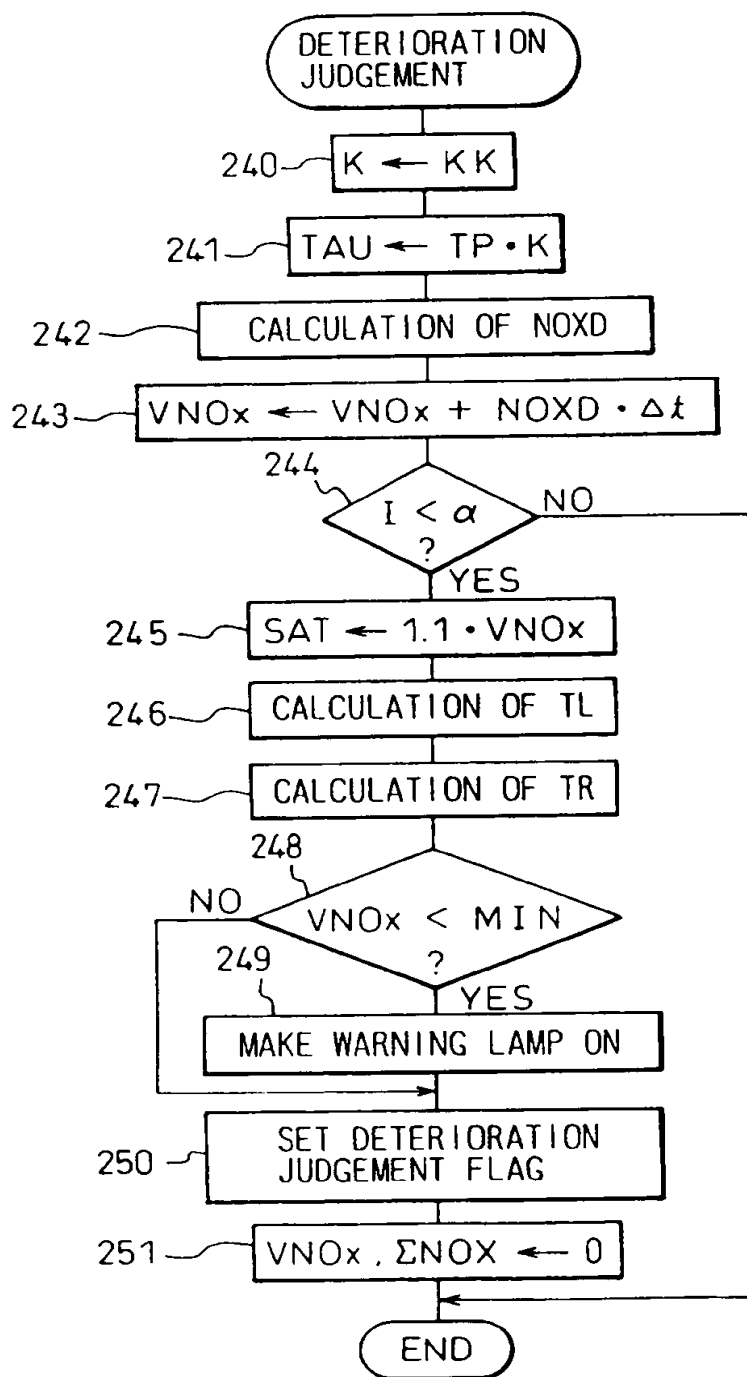 DETERIORATION
JUDGEMENT
240
K ← KK
241
TAU ← TP・K
242
CALCULATION OF NOXD
243
VNOx ← VNOx + NOXD・Δt
244
I < α
?
NO
YES
245
SAT ← 1.1・VNOx
246
CALCULATION OF TL
247
CALCULATION OF TR
248
NO
VNOx < MIN
?
249
YES
MAKE WARNING LAMP ON
250
SET DETERIORATION
JUDGEMENT FLAG
251
VNOx , ΣNOX ← 0
END